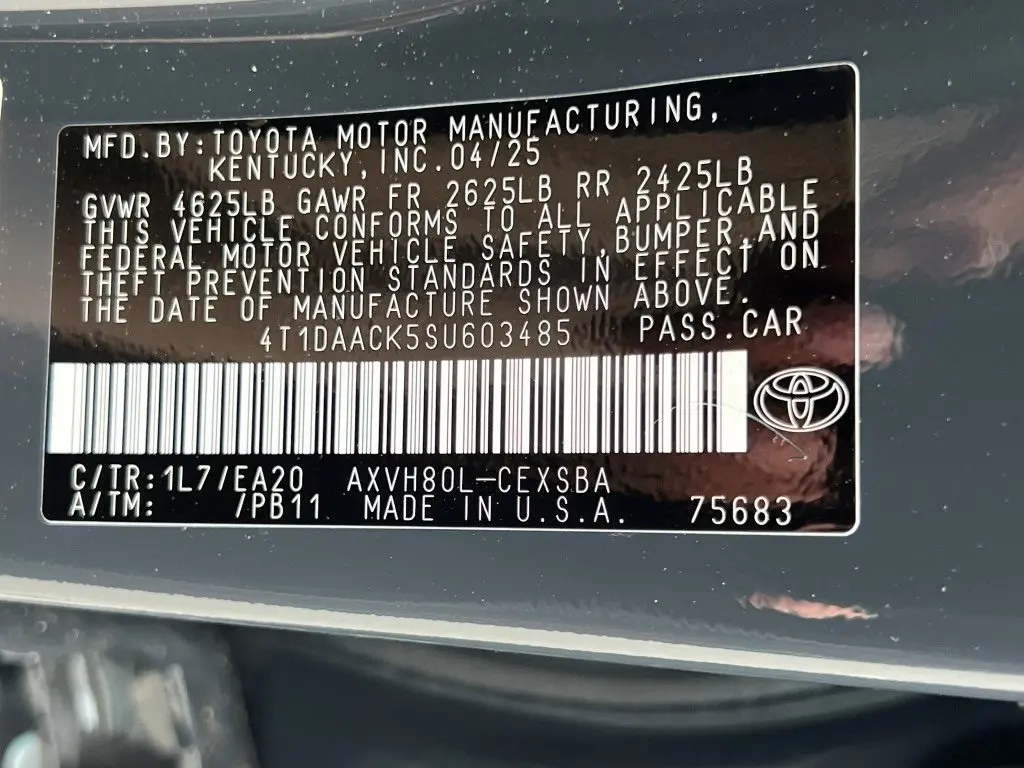 MFD.BY:TOYOTA MOTOR MANUFACTURING,
KENTUCKY,INC.04/25
GVWR 4625LB GAWR FR 2625LB RR 2425LB
THIS VEHICLE CONFORMS TO ALL APPLICABLE
FEDERAL MOTOR VEHICLE SAFETY,BUMPER,AND
THEFT PREVENTION STANDARDS IN EFFECT ON
THE DATE OF MANUFACTURE SHOWN ABOVE.
4T1DAACK5SU603485 PASS.CAR
C/TR:1L7/EA20 AXVH80L-CEXSBA
A/TM: /PB11 MADE IN U.S.A. 75683